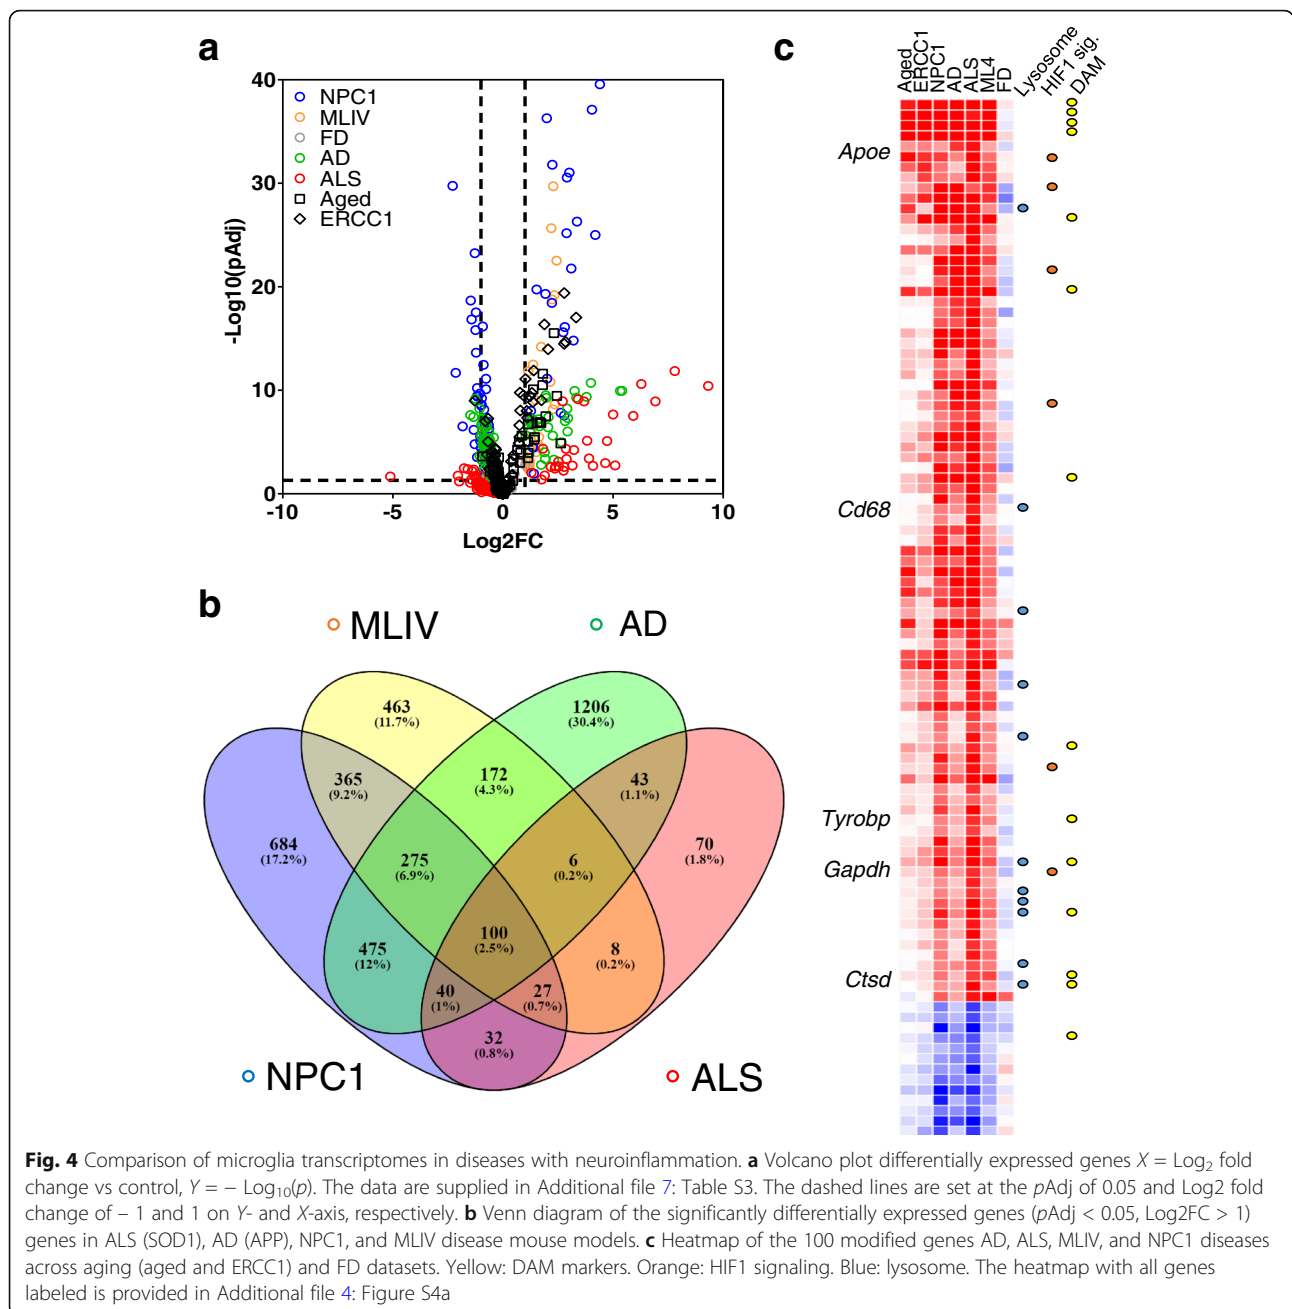 a
40
30
20
10
0
-Log10(pAdj)
NPC1
MLIV
FD
AD
ALS
Aged
ERCC1
-10 -5 0 5 10
Log2FC
b
MLIV
AD
463
(11.7%)
1206
(30.4%)
365
(9.2%)
172
(4.3%)
43
(1.1%)
684
(17.2%)
275
(6.9%)
6
(0.2%)
70
(1.8%)
475
(12%)
100
(2.5%)
8
(0.2%)
40
(1%)
27
(0.7%)
32
(0.8%)
NPC1
ALS
c
Aged
ERCC1
NPC1
AD
ALS
ML4
FD
Lysosome
HIF1 sig.
DAM
Apoe
Cd68
Tyrobp
Gapdh
Ctsd
Fig. 4 Comparison of microglia transcriptomes in diseases with neuroinflammation. a Volcano plot differentially expressed genes X = Log₂ fold
change vs control, Y = − Log₁₀(p). The data are supplied in Additional file 7: Table S3. The dashed lines are set at the pAdj of 0.05 and Log2 fold
change of – 1 and 1 on Y- and X-axis, respectively. b Venn diagram of the significantly differentially expressed genes (pAdj < 0.05, Log2FC > 1)
genes in ALS (SOD1), AD (APP), NPC1, and MLIV disease mouse models. c Heatmap of the 100 modified genes AD, ALS, MLIV, and NPC1 diseases
across aging (aged and ERCC1) and FD datasets. Yellow: DAM markers. Orange: HIF1 signaling. Blue: lysosome. The heatmap with all genes
labeled is provided in Additional file 4: Figure S4a